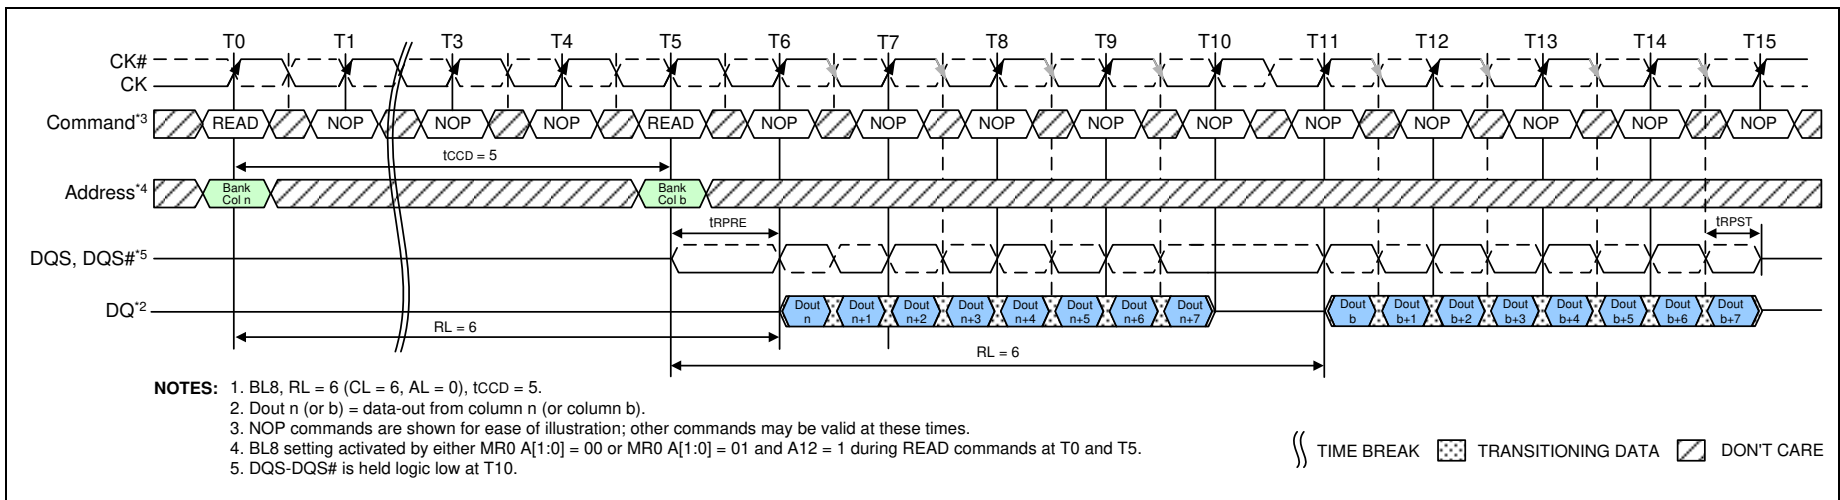 T0 T1 T3 T4 T5 T6 T7 T8 T9 T10 T11 T12 T13 T14 T15
CK#
CK
Command*3 READ NOP NOP NOP READ NOP NOP NOP NOP NOP NOP NOP NOP NOP NOP
tCCD = 5
Address*4 Bank Col n Bank Col b
tRPRE tRPST
DQS, DQS#*5
DQ*2 Dout n Dout n+1 Dout n+2 Dout n+3 Dout n+4 Dout n+5 Dout n+6 Dout n+7 Dout b Dout b+1 Dout b+2 Dout b+3 Dout b+4 Dout b+5 Dout b+6 Dout b+7
RL = 6
RL = 6
NOTES: 1. BL8, RL = 6 (CL = 6, AL = 0), tCCD = 5.
2. Dout n (or b) = data-out from column n (or column b).
3. NOP commands are shown for ease of illustration; other commands may be valid at these times.
4. BL8 setting activated by either MR0 A[1:0] = 00 or MR0 A[1:0] = 01 and A12 = 1 during READ commands at T0 and T5.
5. DQS-DQS# is held logic low at T10.
TIME BREAK TRANSITIONING DATA DON'T CARE